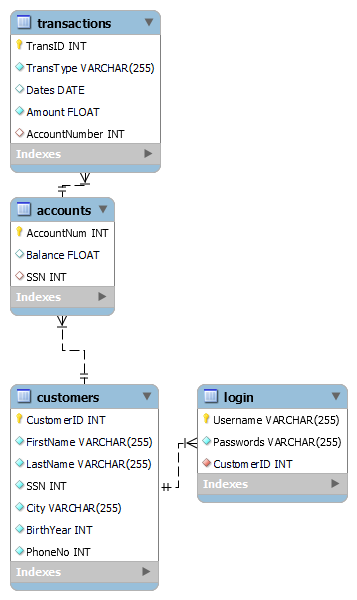 transactions
TransID INT
TransType VARCHAR(255)
Dates DATE
Amount FLOAT
AccountNumber INT
Indexes
accounts
AccountNum INT
Balance FLOAT
SSN INT
Indexes
customers
CustomerID INT
FirstName VARCHAR(255)
LastName VARCHAR(255)
SSN INT
City VARCHAR(255)
BirthYear INT
PhoneNo INT
Indexes
login
Username VARCHAR(255)
Passwords VARCHAR(255)
CustomerID INT
Indexes